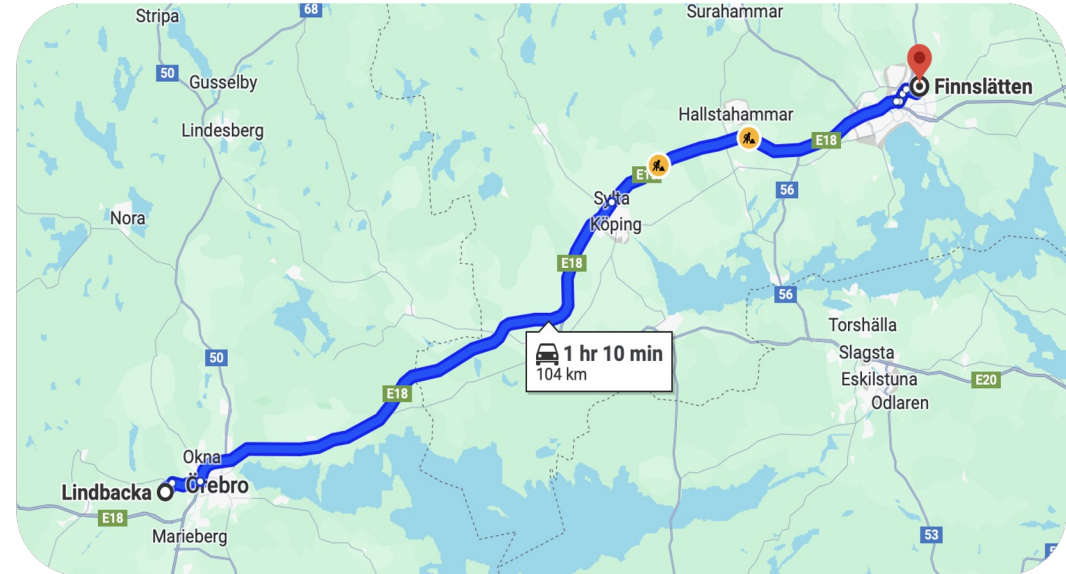 Stripa
68
Surahammar
50
Gusselby
Finnslätten
Hallstahammar
Lindesberg
E18
E18
56
Sylta
Nora
Köping
E18
56
Torshälla
1 hr 10 min
104 km
Slagsta
50
Eskilstuna
E20
E18
Odlaren
Okna
Örebro
Lindbacka
E18
Marieberg
53